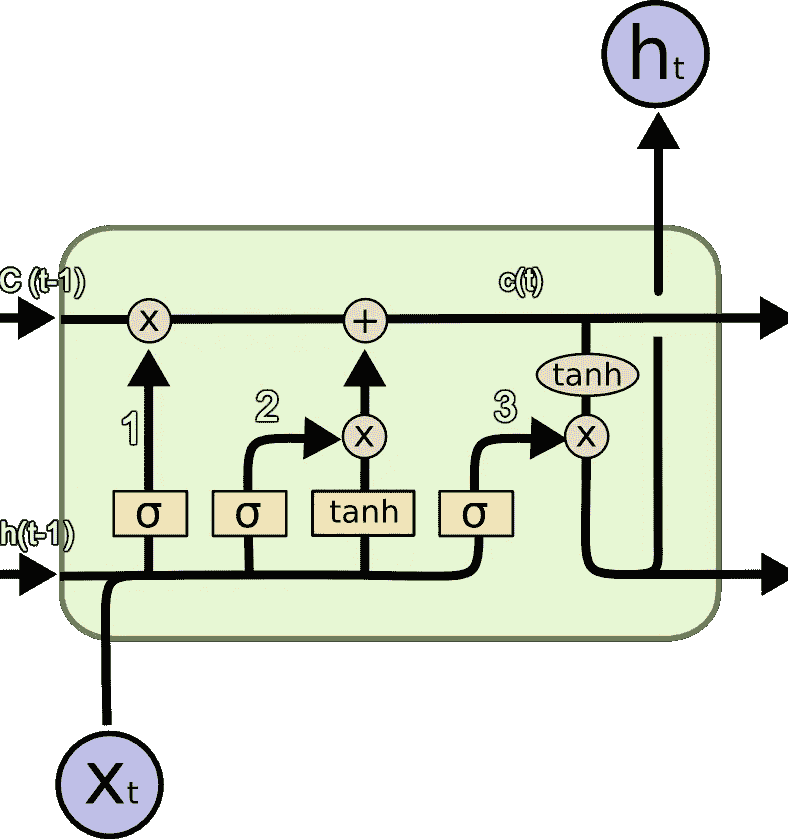 ht
C (t-1)
c(t)
x
+
tanh
1
2
3
x
x
h(t-1)
σ
σ
tanh
σ
Xt